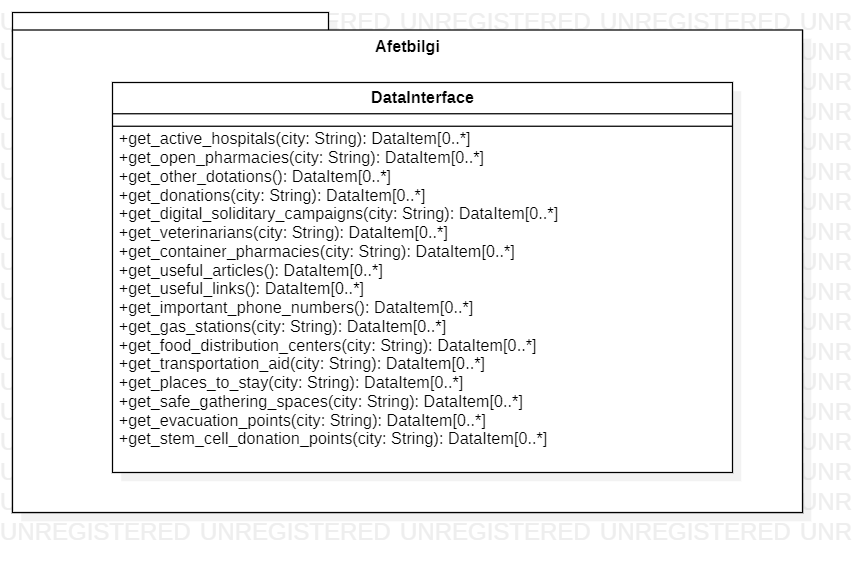 UNREGISTERED UNREGISTERED UNR
Afetbilgi
DataInterface
+get_active_hospitals(city: String): DataItem[0..*]
+get_open_pharmacies(city: String): DataItem[0..*]
+get_other_dotations(): DataItem[0..*]
+get_donations(city: String): DataItem[0..*]
+get_digital_soliditary_campaigns(city: String): DataItem[0..*]
+get_veterinarians(city: String): DataItem[0..*]
+get_container_pharmacies(city: String): DataItem[0..*]
+get_useful_articles(): DataItem[0..*]
+get_useful_links(): DataItem[0..*]
+get_important_phone_numbers(): DataItem[0..*]
+get_gas_stations(city: String): DataItem[0..*]
+get_food_distribution_centers(city: String): DataItem[0..*]
+get_transportation_aid(city: String): DataItem[0..*]
+get_places_to_stay(city: String): DataItem[0..*]
+get_safe_gathering_spaces(city: String): DataItem[0..*]
+get_evacuation_points(city: String): DataItem[0..*]
+get_stem_cell_donation_points(city: String): DataItem[0..*]
UNREGISTERED UNREGISTERED UNREGISTERED UNREGISTERED UNR